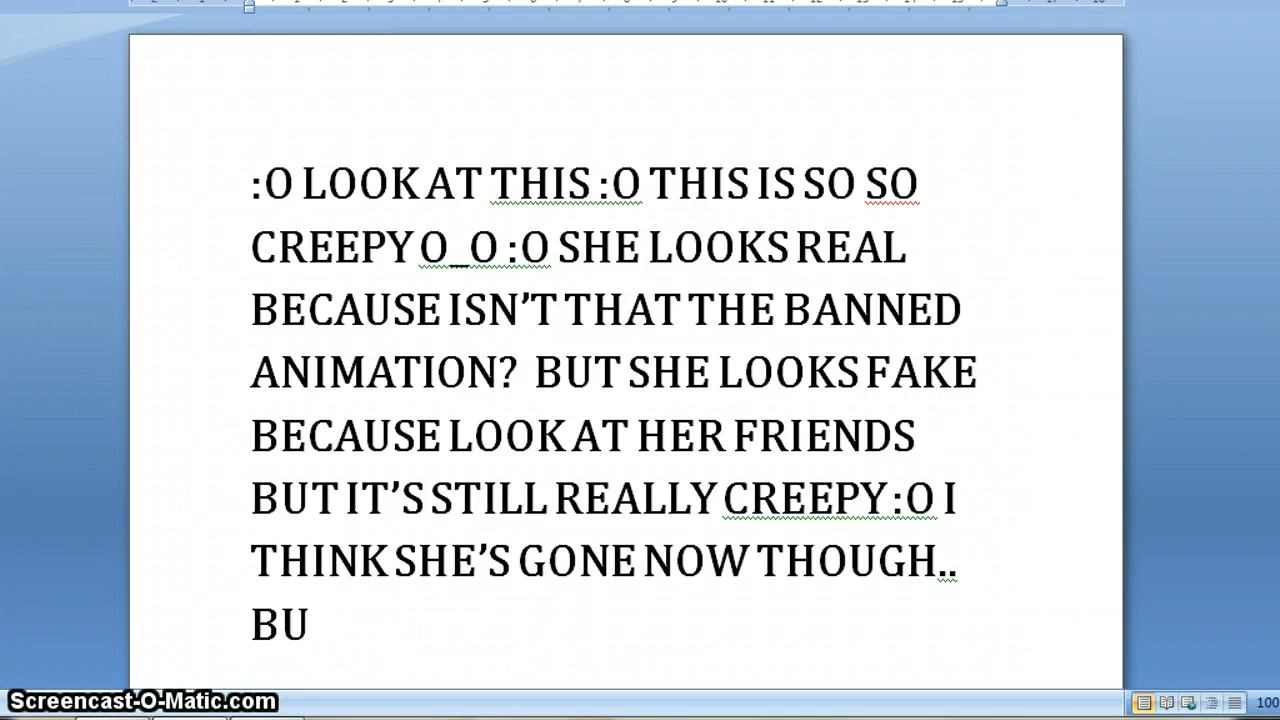 :O LOOK AT THIS :O THIS IS SO SO
CREEPY O_O :O SHE LOOKS REAL
BECAUSE ISN’T THAT THE BANNED
ANIMATION?  BUT SHE LOOKS FAKE
BECAUSE LOOK AT HER FRIENDS
BUT IT’S STILL REALLY CREEPY :O I
THINK SHE’S GONE NOW THOUGH..
BU
Screencast-O-Matic.com
100